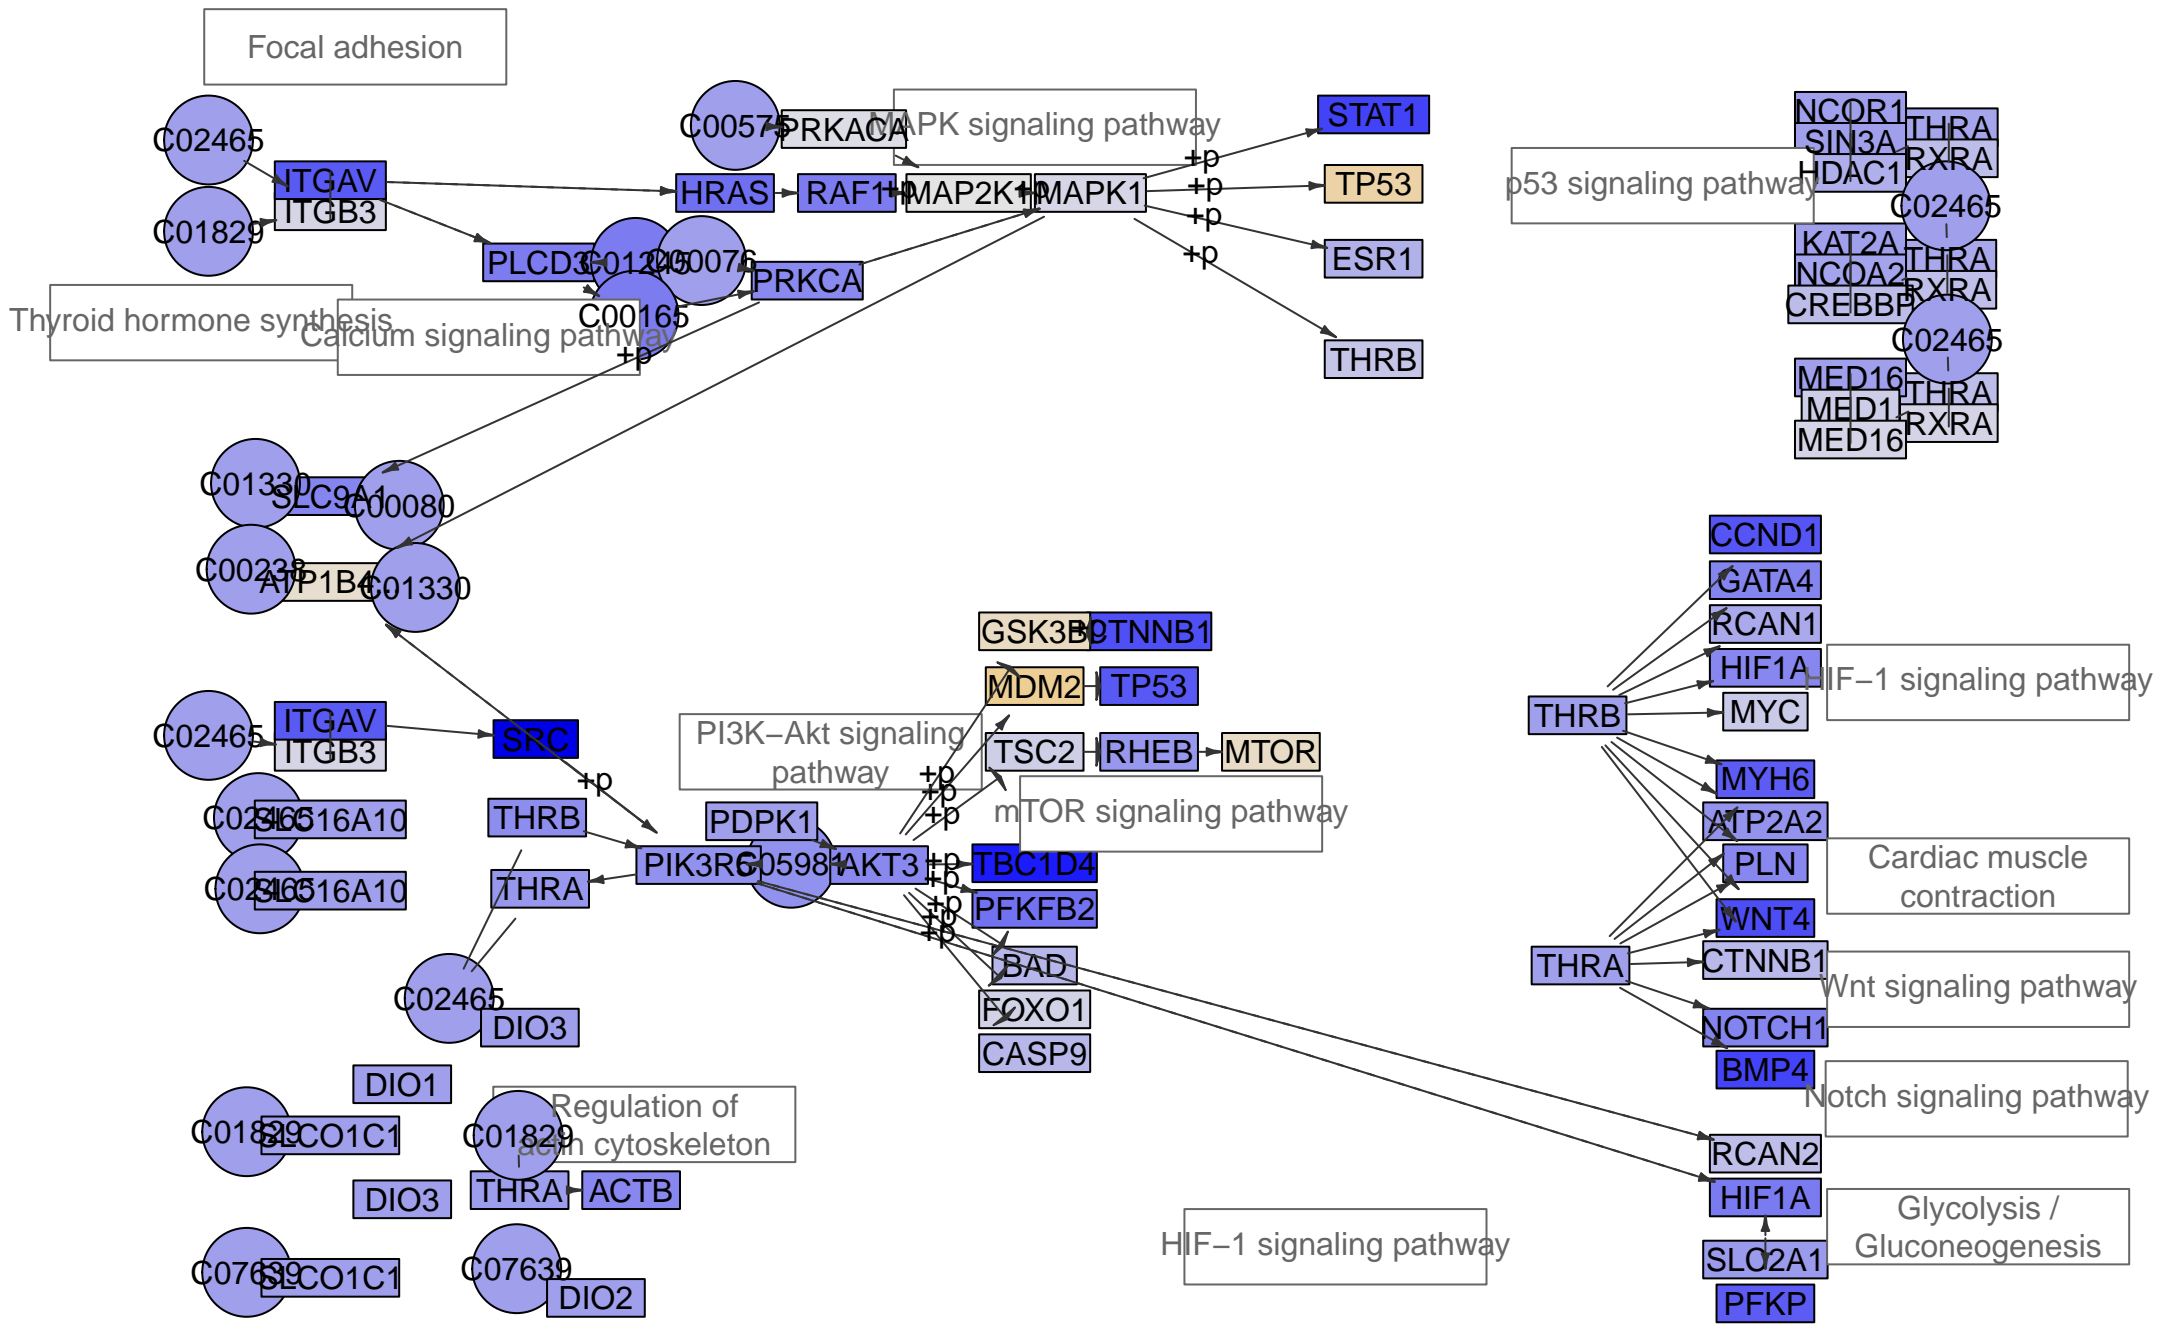 Focal adhesion
C02465
C01829
ITGAV
ITGB3
C00575
PRKACA
MAPK signaling pathway
HRAS
RAF1
+p
MAP2K1
+p
MAPK1
+p
+p
+p
+p
STAT1
TP53
ESR1
THRB
PLCD3
C01245
C00076
C00165
PRKCA
Thyroid hormone synthesis
Calcium signaling pathway
+p
p53 signaling pathway
NCOR1
SIN3A
HDAC1
THRA
RXRA
C02465
KAT2A
NCOA2
CREBBP
THRA
RXRA
C02465
MED16
MED1
MED16
THRA
RXRA
C01330
SLC9A1
C00080
C00238
ATP1B4
C01330
C02465
ITGAV
ITGB3
SRC
+p
C02465
SLC16A10
C02465
SLC16A10
THRB
THRA
C02465
DIO3
PI3K−Akt signaling
pathway
PDPK1
PIK3R6
C05981
AKT3
GSK3B
CTNNB1
MDM2
TP53
TSC2
RHEB
MTOR
mTOR signaling pathway
+p
+p
+p
+p
+p
+p
+p
+p
TBC1D4
PFKFB2
BAD
FOXO1
CASP9
DIO1
C01829
SLCO1C1
DIO3
C07639
SLCO1C1
Regulation of
actin cytoskeleton
C01829
THRA
ACTB
C07639
DIO2
HIF−1 signaling pathway
THRB
THRA
CCND1
GATA4
RCAN1
HIF1A
HIF−1 signaling pathway
MYC
MYH6
ATP2A2
PLN
Cardiac muscle
contraction
WNT4
CTNNB1
Wnt signaling pathway
NOTCH1
BMP4
Notch signaling pathway
RCAN2
HIF1A
Glycolysis /
Gluconeogenesis
SLC2A1
PFKP